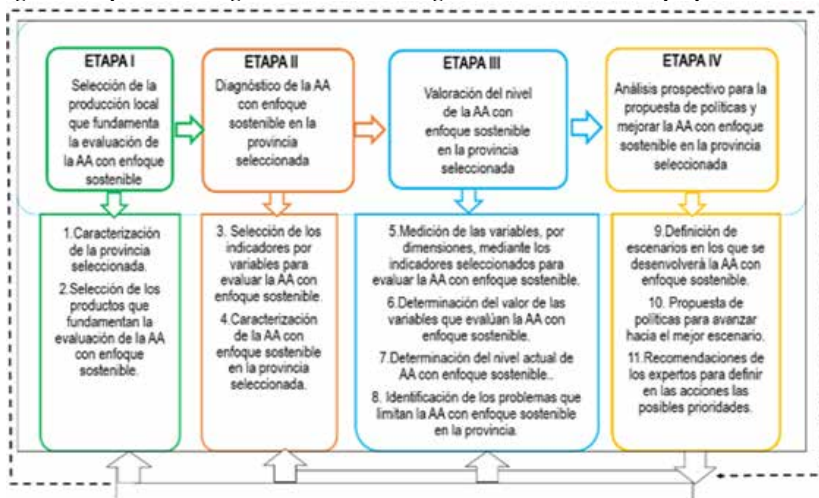 ETAPA I
Selección de la
producción local
que fundamenta
la evaluación de
la AA con enfoque
sostenible
ETAPA II
Diagnóstico de la AA
con enfoque
sostenible en la
provincia
seleccionada
ETAPA III
Valoración del nivel
de la AA con
enfoque sostenible
en la provincia
seleccionada
ETAPA IV
Análisis prospectivo para la
propuesta de políticas y
mejorar la AA con enfoque
sostenible en la provincia
seleccionada
1.Caracterización
de la provincia
seleccionada.
2.Selección de los
productos que
fundamentan la
evaluación de la AA
con enfoque
sostenible.
3. Selección de los
indicadores por
variables para
evaluar la AA con
enfoque sostenible.
4.Caracterización
de la AA con
enfoque sostenible
en la provincia
seleccionada.
5.Medición de las variables, por
dimensiones, mediante los
indicadores seleccionados para
evaluar la AA con enfoque sostenible.
6.Determinación del valor de las
variables que evalúan la AA con
enfoque sostenible.
7.Determinación del nivel actual de
AA con enfoque sostenible..
8. Identificación de los problemas que
limitan la AA con enfoque sostenible
en la provincia.
9.Definición de
escenarios en los que se
desenvolverá la AA con
enfoque sostenible.
10. Propuesta de
políticas para avanzar
hacia el mejor escenario.
11.Recomendaciones de
los expertos para definir
en las acciones las
posibles prioridades.